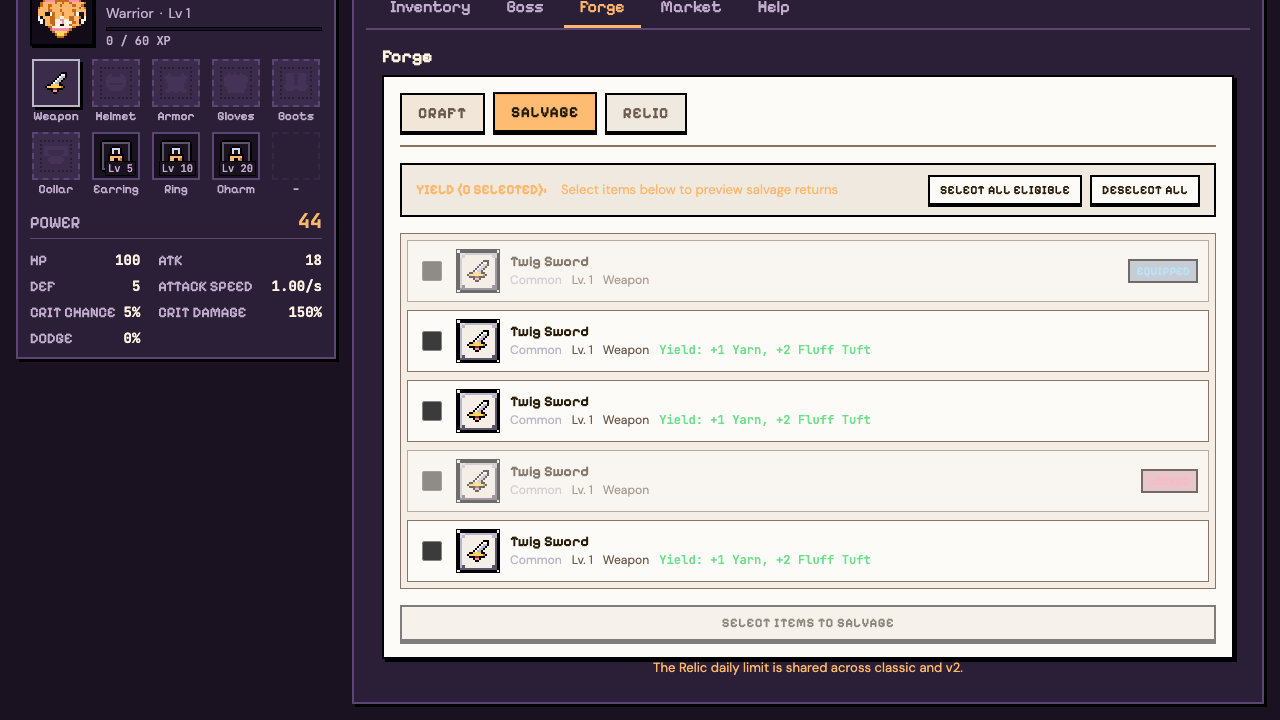 Warrior · Lv 1
0 / 60 XP
Weapon Helmet Armor Gloves Boots
Lv 5 Lv 10 Lv 20
Collar Earring Ring Charm –
POWER 44
HP 100 ATK 18
DEF 5 ATTACK SPEED 1.00/s
CRIT CHANCE 5% CRIT DAMAGE 150%
DODGE 0%
Inventory Boss Forge Market Help
Forge
CRAFT SALVAGE RELIC
YIELD (0 SELECTED): Select items below to preview salvage returns SELECT ALL ELIGIBLE DESELECT ALL
Twig Sword
Common Lv. 1 Weapon EQUIPPED
Twig Sword
Common Lv. 1 Weapon Yield: +1 Yarn, +2 Fluff Tuft
Twig Sword
Common Lv. 1 Weapon Yield: +1 Yarn, +2 Fluff Tuft
Twig Sword
Common Lv. 1 Weapon
Twig Sword
Common Lv. 1 Weapon Yield: +1 Yarn, +2 Fluff Tuft
SELECT ITEMS TO SALVAGE
The Relic daily limit is shared across classic and v2.